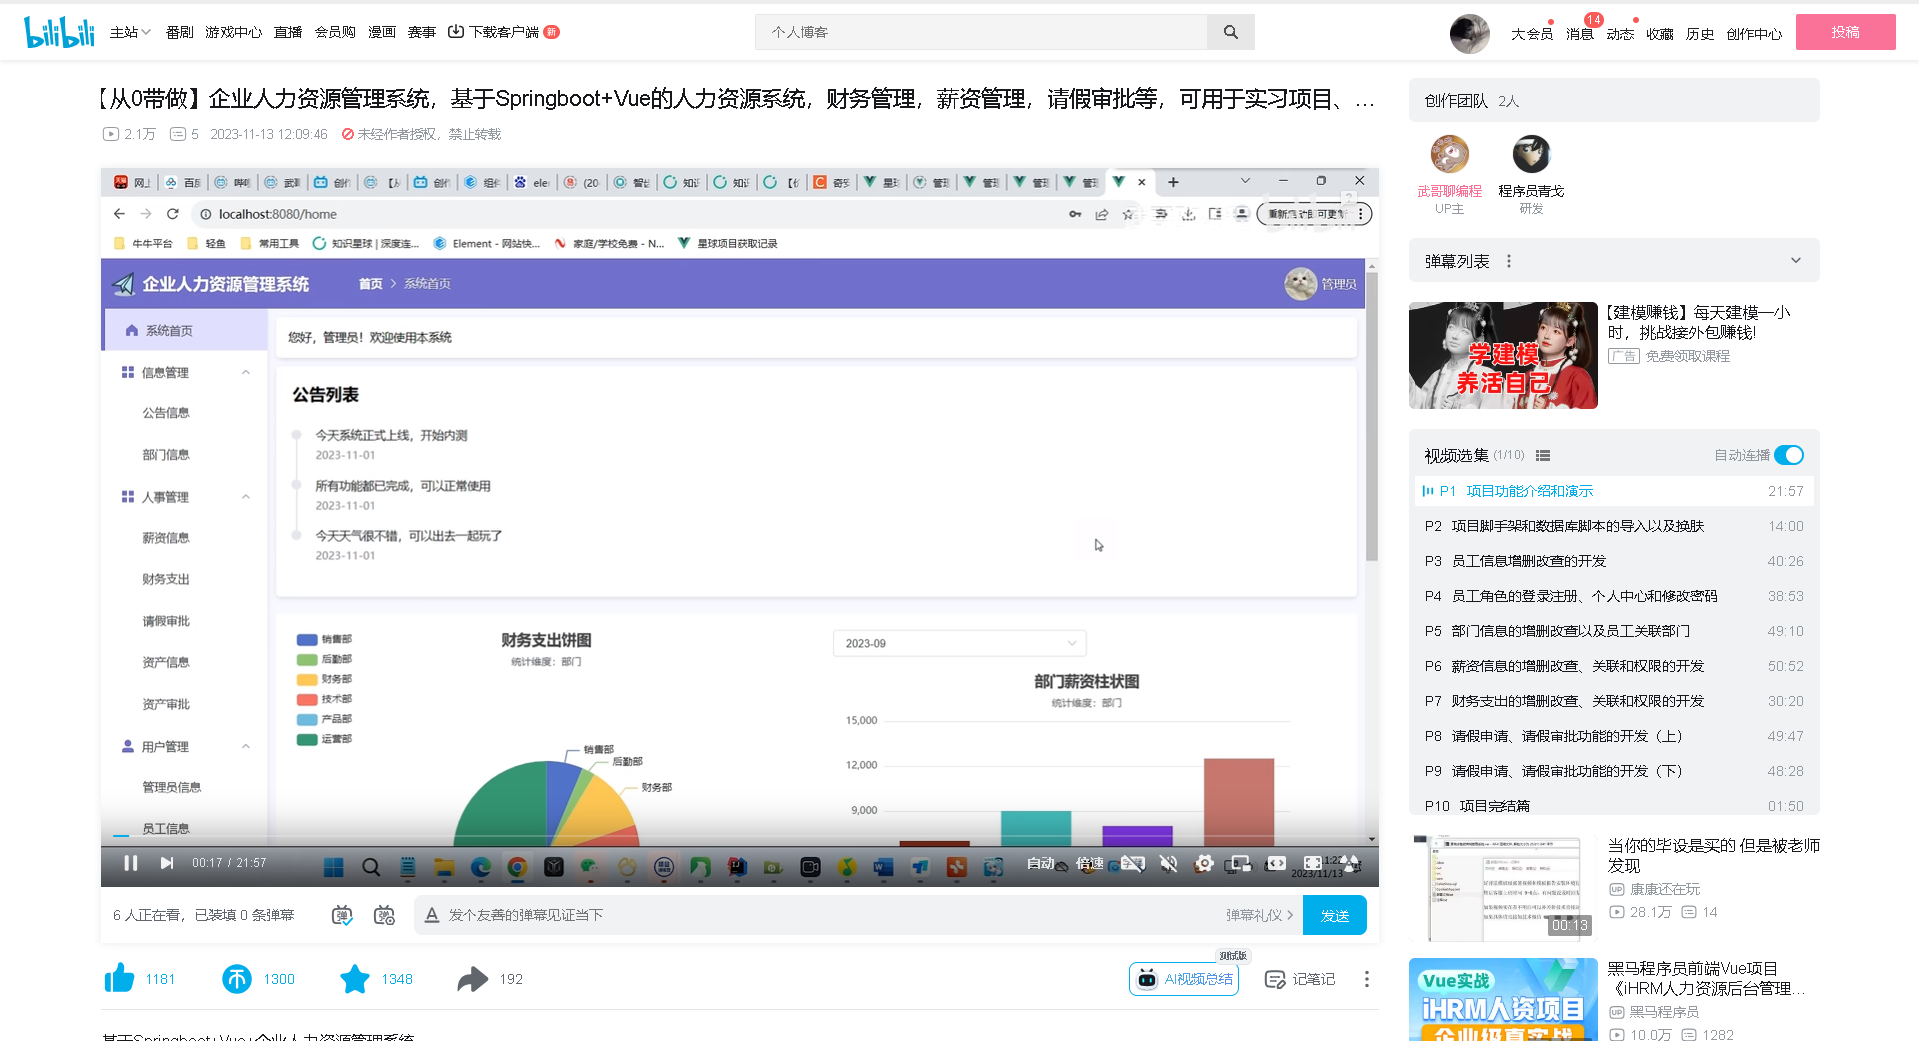 bilibili 主站 番剧 游戏中心 直播 会员购 漫画 赛事 下载客户端 新
个人博客
大会员 14 消息 动态 收藏 历史 创作中心 投稿
【从0带做】企业人力资源管理系统，基于Springboot+Vue的人力资源系统，财务管理，薪资管理，请假审批等，可用于实习项目、…
2.1万 5 2023-11-13 12:09:46 未经作者授权，禁止转载
localhost:8080/home
牛牛平台 轻鱼 常用工具 知识星球 | 深度连... Element - 网站快... 家庭/学校免费 - N... 星球项目获取记录
企业人力资源管理系统 首页 > 系统首页 管理员
系统首页
信息管理
公告信息
部门信息
人事管理
薪资信息
财务支出
请假审批
资产信息
资产审批
用户管理
管理员信息
员工信息
您好，管理员！欢迎使用本系统
公告列表
今天系统正式上线，开始内测
2023-11-01
所有功能都已完成，可以正常使用
2023-11-01
今天天气很不错，可以出去一起玩了
2023-11-01
销售部
后勤部
财务部
技术部
产品部
运营部
财务支出饼图
统计维度：部门
销售部
后勤部
财务部
2023-09
部门薪资柱状图
统计维度：部门
15,000
12,000
9,000
00:17 / 21:57 自动 倍速
2023/11/13
6 人正在看，已装填 0 条弹幕 发个友善的弹幕见证当下 弹幕礼仪 > 发送
1181 1300 1348 192 AI视频总结 测试版 记笔记
基于Springboot+Vue+企业人力资源管理系统
创作团队 2人
武哥聊编程 程序员青戈
UP主 研发
弹幕列表
学建模
养活自己
【建模赚钱】每天建模一小
时，挑战接外包赚钱!
广告 免费领取课程
视频选集 (1/10) 自动连播
P1 项目功能介绍和演示 21:57
P2 项目脚手架和数据库脚本的导入以及换肤 14:00
P3 员工信息增删改查的开发 40:26
P4 员工角色的登录注册、个人中心和修改密码 38:53
P5 部门信息的增删改查以及员工关联部门 49:10
P6 薪资信息的增删改查、关联和权限的开发 50:52
P7 财务支出的增删改查、关联和权限的开发 30:20
P8 请假申请、请假审批功能的开发（上） 49:47
P9 请假申请、请假审批功能的开发（下） 48:28
P10 项目完结篇 01:50
00:13
当你的毕设是买的 但是被老师
发现
UP 康康还在玩
28.1万 14
Vue实战
iHRM人资项目
企业级真实战
黑马程序员前端Vue项目
《iHRM人力资源后台管理...
UP 黑马程序员
10.0万 1282